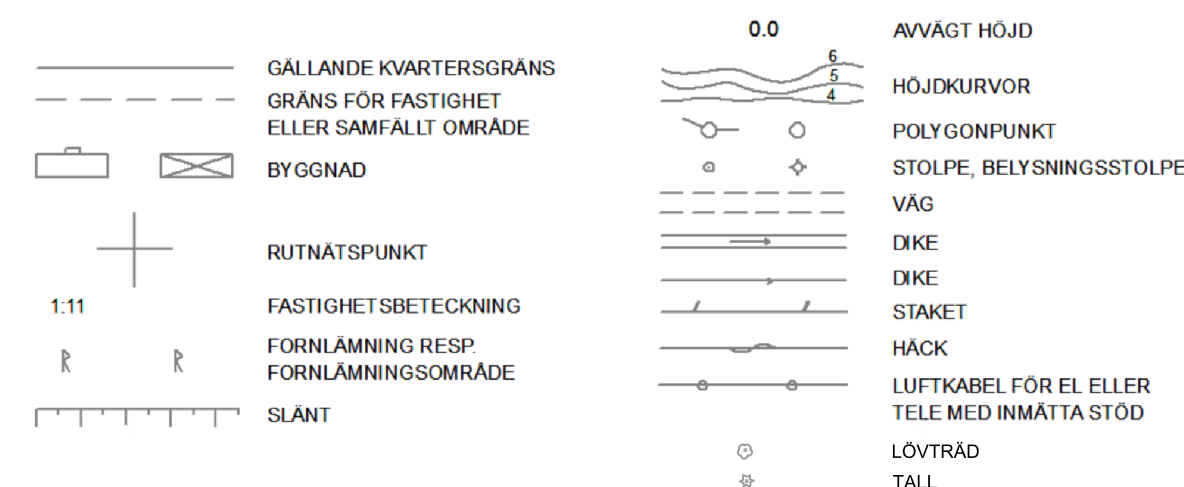 GÄLLANDE KVARTERSGRÄNS
GRÄNS FÖR FASTIGHET
ELLER SAMFÄLLT OMRÅDE
BYGGNAD
RUTNÄTSPUNKT
1:11 FASTIGHETSBETECKNING
FORNLÄMNING RESP.
FORNLÄMNINGSOMRÅDE
SLÄNT
0.0 AVVÄGT HÖJD
6
5
4
HÖJDKURVOR
POLYGONPUNKT
STOLPE, BELYSNINGSSTOLPE
VÄG
DIKE
DIKE
STAKET
HÄCK
LUFTKABEL FÖR EL ELLER
TELE MED INMÄTTA STÖD
LÖVTRÄD
TALL